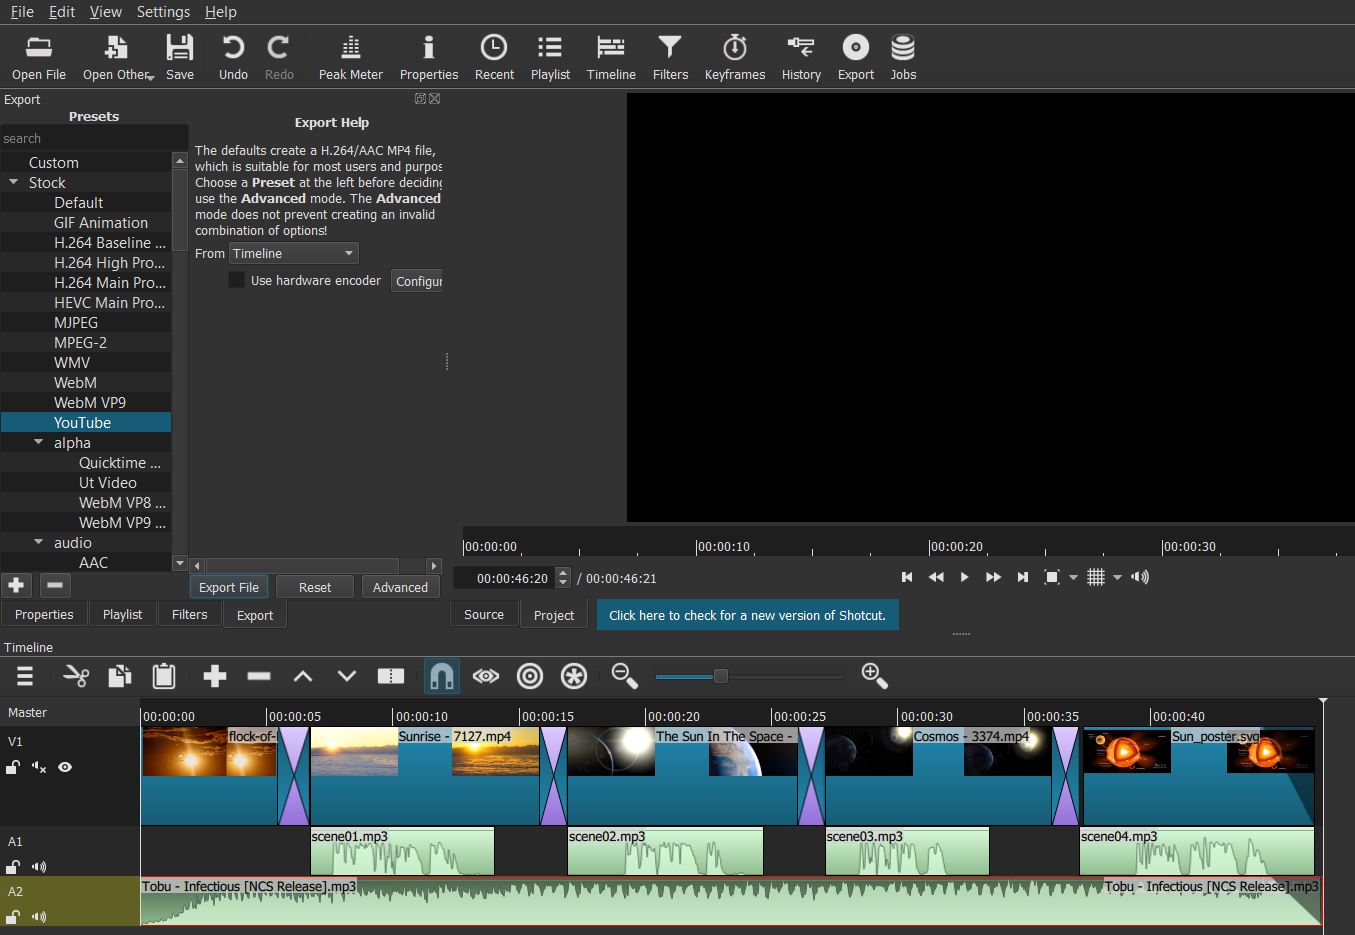 File Edit View Settings Help
Open File Open Other Save Undo Redo Peak Meter Properties Recent Playlist Timeline Filters Keyframes History Export Jobs
Export
Presets
search
Custom
Stock
Default
GIF Animation
H.264 Baseline ...
H.264 High Pro...
H.264 Main Pro...
HEVC Main Pro...
MJPEG
MPEG-2
WMV
WebM
WebM VP9
YouTube
alpha
Quicktime ...
Ut Video
WebM VP8 ...
WebM VP9 ...
audio
AAC
Export Help
The defaults create a H.264/AAC MP4 file,
which is suitable for most users and purpos
Choose a Preset at the left before deciding
use the Advanced mode. The Advanced
mode does not prevent creating an invalid
combination of options!
From Timeline
Use hardware encoder Configur
Export File Reset Advanced
Properties Playlist Filters Export
00:00:00 00:00:10 00:00:20 00:00:30
00:00:46:20 / 00:00:46:21
Source Project Click here to check for a new version of Shotcut.
Timeline
Master 00:00:00 00:00:05 00:00:10 00:00:15 00:00:20 00:00:25 00:00:30 00:00:35 00:00:40
V1 flock-of- Sunrise - 7127.mp4 The Sun In The Space - Cosmos - 3374.mp4 Sun_poster.svg
A1 scene01.mp3 scene02.mp3 scene03.mp3 scene04.mp3
A2 Tobu - Infectious [NCS Release].mp3 Tobu - Infectious [NCS Release].mp3